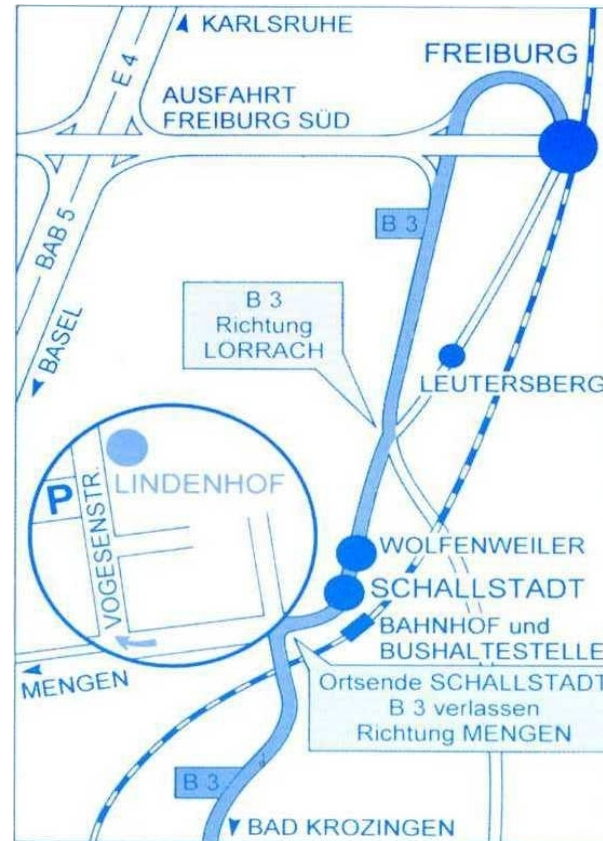 KARLSRUHE
E 4
FREIBURG
AUSFAHRT
FREIBURG SÜD
BAB 5
B 3
BASEL
B 3
Richtung
LORRACH
LEUTERSBERG
P
LINDENHOF
VOGESENSTR.
WOLFENWEILER
SCHALLSTADT
BAHNHOF und
BUSHALTESTELLE
MENGEN
Ortsende SCHALLSTADT
B 3 verlassen
Richtung MENGEN
B 3
BAD KROZINGEN